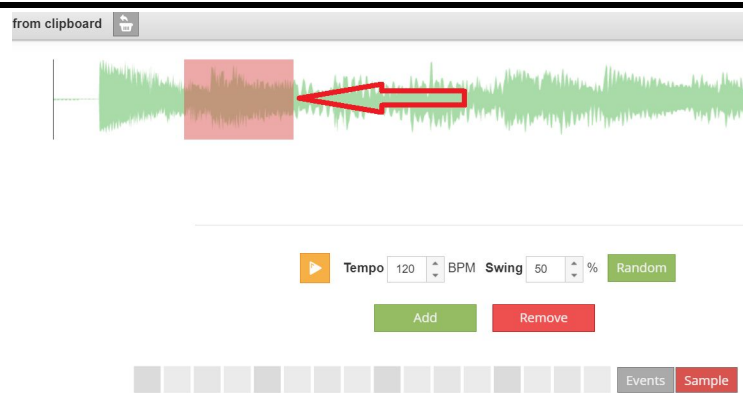 from clipboard
Tempo 120 BPM Swing 50 % Random
Add Remove
Events Sample